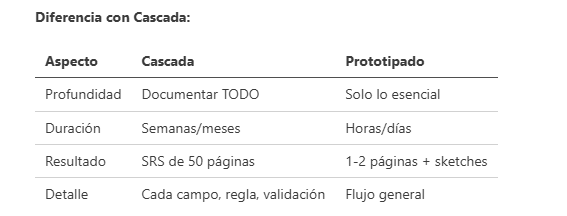 Diferencia con Cascada:
Aspecto Cascada Prototipado
Profundidad Documentar TODO Solo lo esencial
Duración Semanas/meses Horas/días
Resultado SRS de 50 páginas 1-2 páginas + sketches
Detalle Cada campo, regla, validación Flujo general